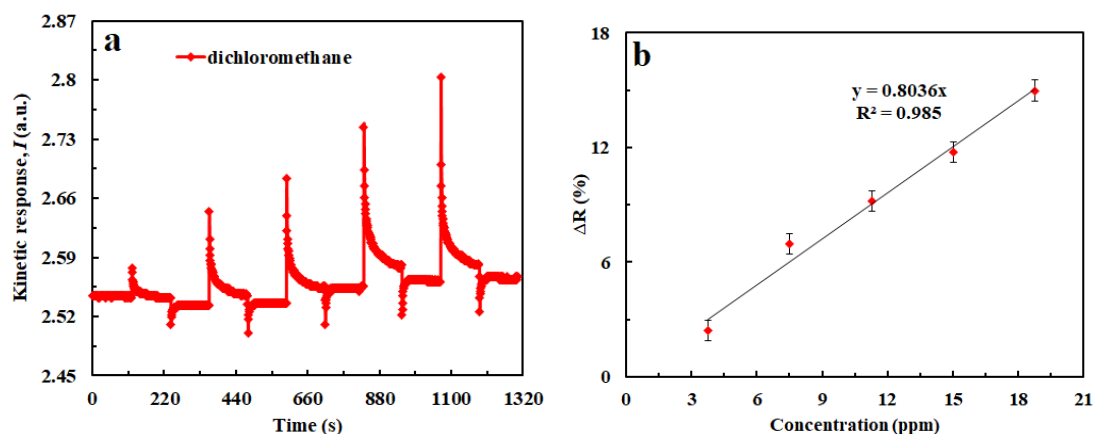 a
dichloromethane
Kinetic response, I (a.u.)
2.87
2.8
2.73
2.66
2.59
2.52
2.45
0 220 440 660 880 1100 1320
Time (s)
b
y = 0.8036x
R² = 0.985
ΔR (%)
18
12
6
0
0 3 6 9 12 15 18 21
Concentration (ppm)